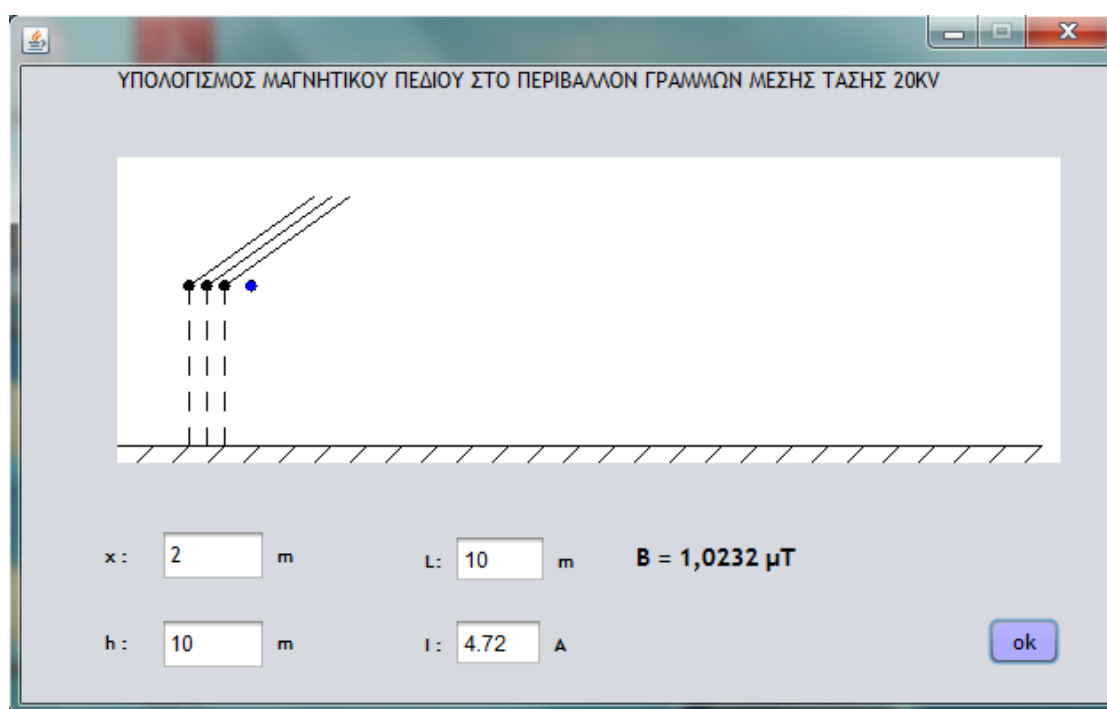 ΥΠΟΛΟΓΙΣΜΟΣ ΜΑΓΝΗΤΙΚΟΥ ΠΕΔΙΟΥ ΣΤΟ ΠΕΡΙΒΑΛΛΟΝ ΓΡΑΜΜΩΝ ΜΕΣΗΣ ΤΑΣΗΣ 20KV
x : 2 m L: 10 m B = 1,0232 μT
h : 10 m I : 4.72 A ok